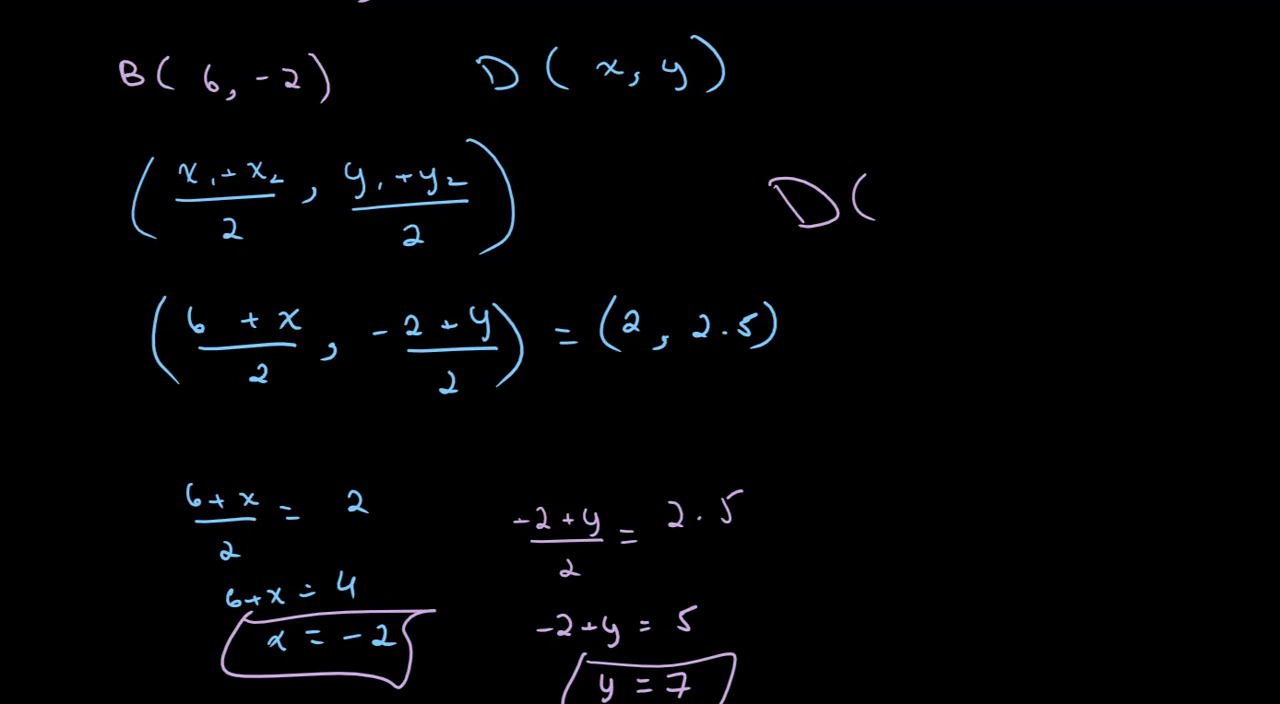 B( 6, -2) D ( x, y )
( x₁+x₂/2 , y₁+y₂/2 )
D(
( 6 + x/2 , -2+y/2 ) = (2, 2.5)
6+x/2 = 2 -2+y/2 = 2.5
6+x = 4 -2+y = 5
x = -2 y = 7